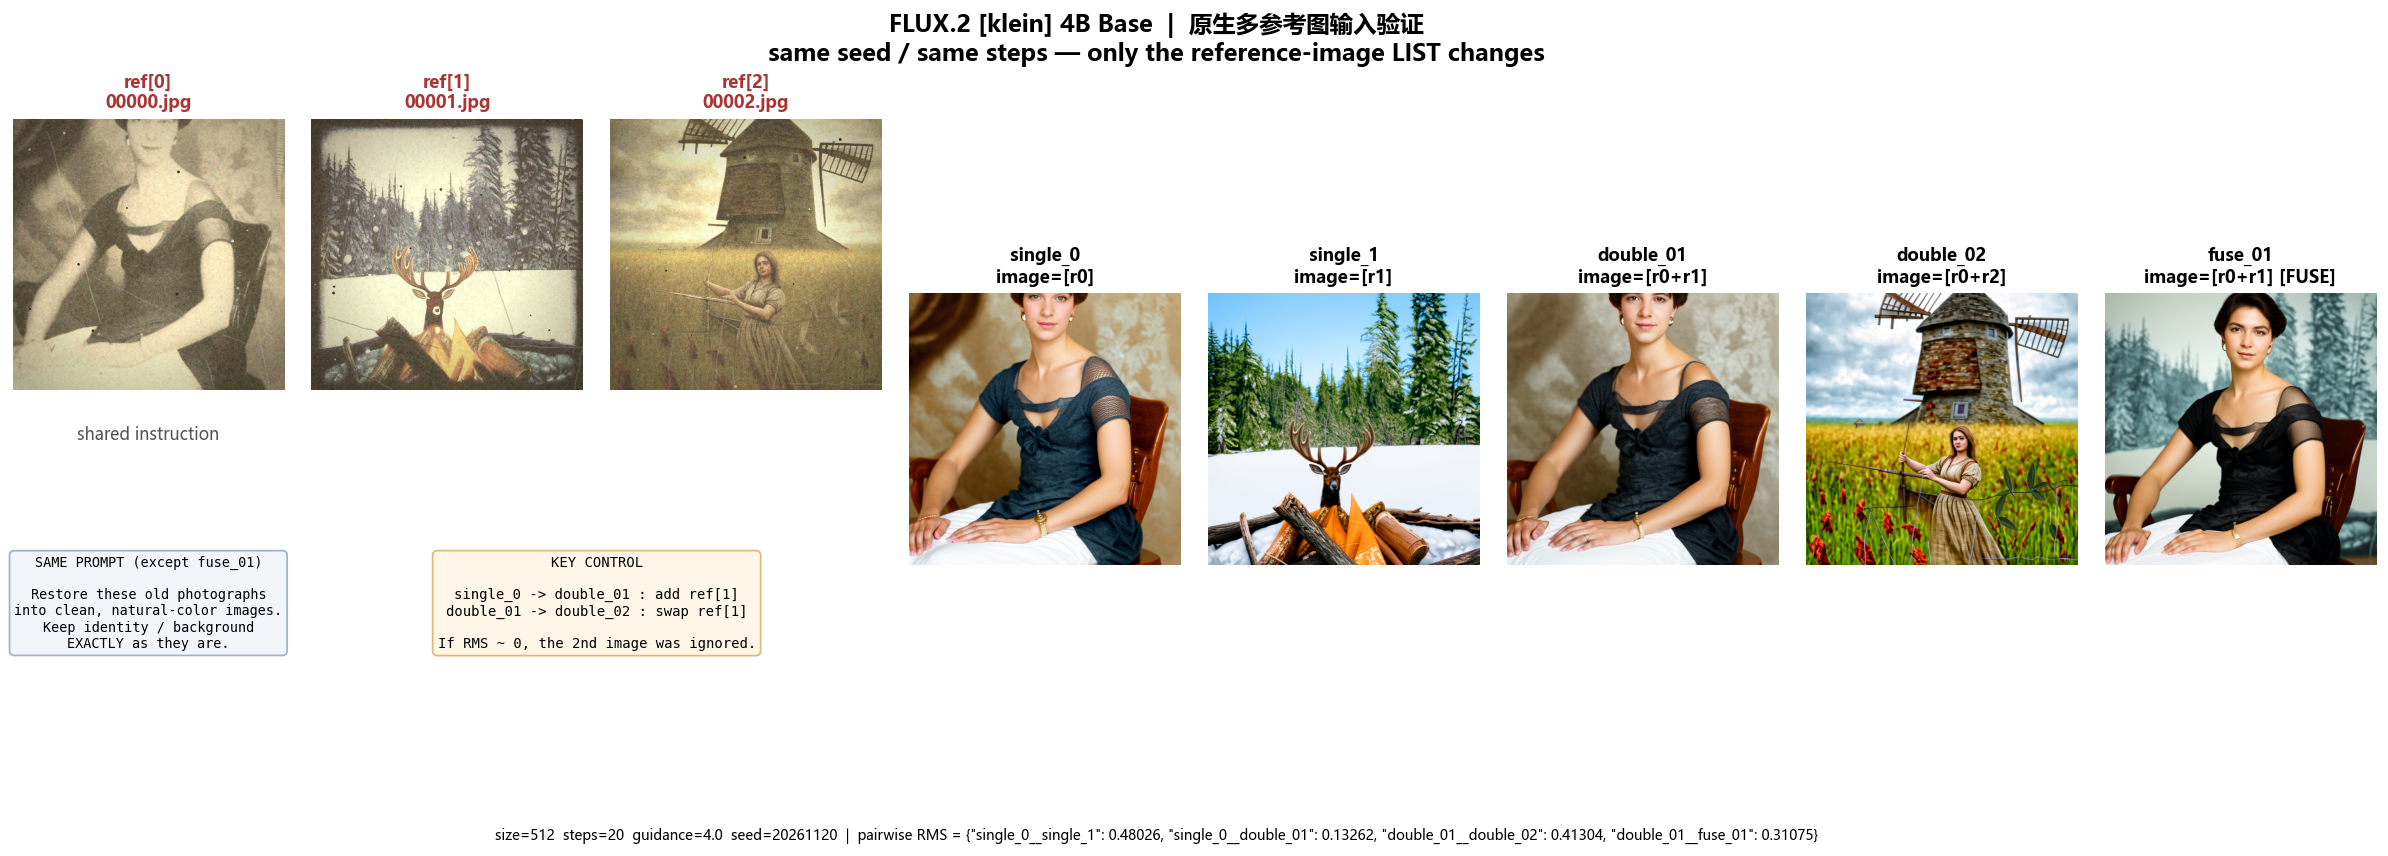 FLUX.2 [klein] 4B Base | 原生多参考图输入验证
same seed / same steps — only the reference-image LIST changes
ref[0]
00000.jpg
ref[1]
00001.jpg
ref[2]
00002.jpg
single_0
image=[r0]
single_1
image=[r1]
double_01
image=[r0+r1]
double_02
image=[r0+r2]
fuse_01
image=[r0+r1] [FUSE]
shared instruction
SAME PROMPT (except fuse_01)
Restore these old photographs
into clean, natural-color images.
Keep identity / background
EXACTLY as they are.
KEY CONTROL
single_0 -> double_01 : add ref[1]
double_01 -> double_02 : swap ref[1]
If RMS ~ 0, the 2nd image was ignored.
size=512 steps=20 guidance=4.0 seed=20261120 | pairwise RMS = {"single_0__single_1": 0.48026, "single_0__double_01": 0.13262, "double_01__double_02": 0.41304, "double_01__fuse_01": 0.31075}